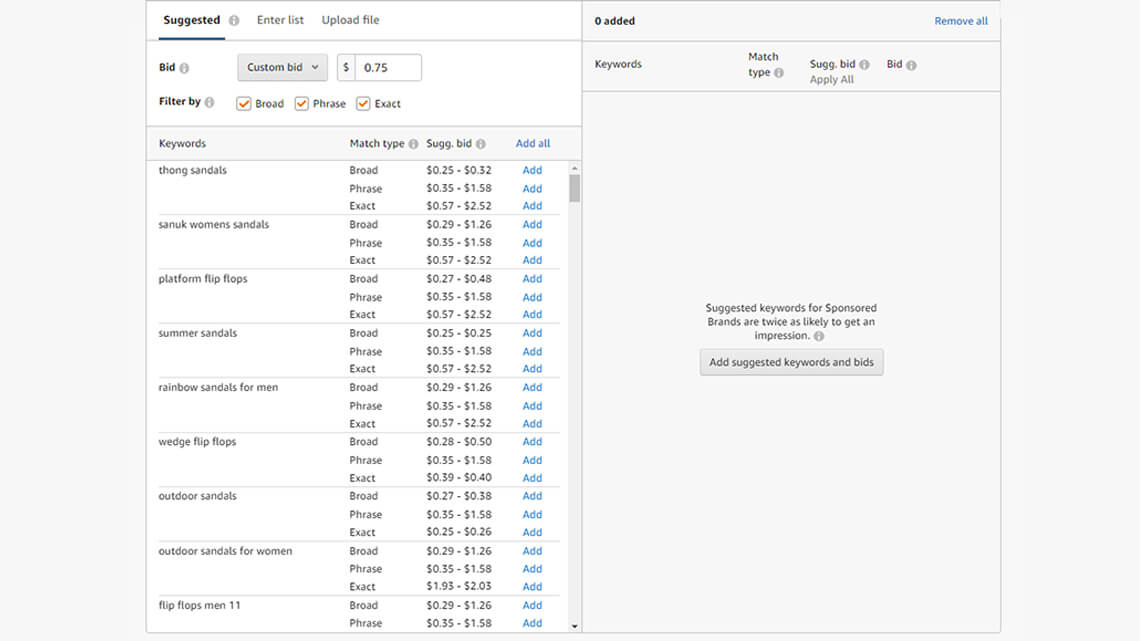 Suggested Enter list Upload file
Bid Custom bid $ 0.75
Filter by Broad Phrase Exact
Keywords Match type Sugg. bid Add all
thong sandals Broad $0.25 - $0.32 Add
Phrase $0.35 - $1.58 Add
Exact $0.57 - $2.52 Add
sanuk womens sandals Broad $0.29 - $1.26 Add
Phrase $0.35 - $1.58 Add
Exact $0.57 - $2.52 Add
platform flip flops Broad $0.27 - $0.48 Add
Phrase $0.35 - $1.58 Add
Exact $0.57 - $2.52 Add
summer sandals Broad $0.25 - $0.25 Add
Phrase $0.35 - $1.58 Add
Exact $0.57 - $2.52 Add
rainbow sandals for men Broad $0.29 - $1.26 Add
Phrase $0.35 - $1.58 Add
Exact $0.57 - $2.52 Add
wedge flip flops Broad $0.28 - $0.50 Add
Phrase $0.35 - $1.58 Add
Exact $0.39 - $0.40 Add
outdoor sandals Broad $0.27 - $0.38 Add
Phrase $0.35 - $1.58 Add
Exact $0.25 - $0.26 Add
outdoor sandals for women Broad $0.29 - $1.26 Add
Phrase $0.35 - $1.58 Add
Exact $1.93 - $2.03 Add
flip flops men 11 Broad $0.29 - $1.26 Add
Phrase $0.35 - $1.58 Add
0 added Remove all
Keywords Match type Sugg. bid Bid
Apply All
Suggested keywords for Sponsored
Brands are twice as likely to get an
impression.
Add suggested keywords and bids